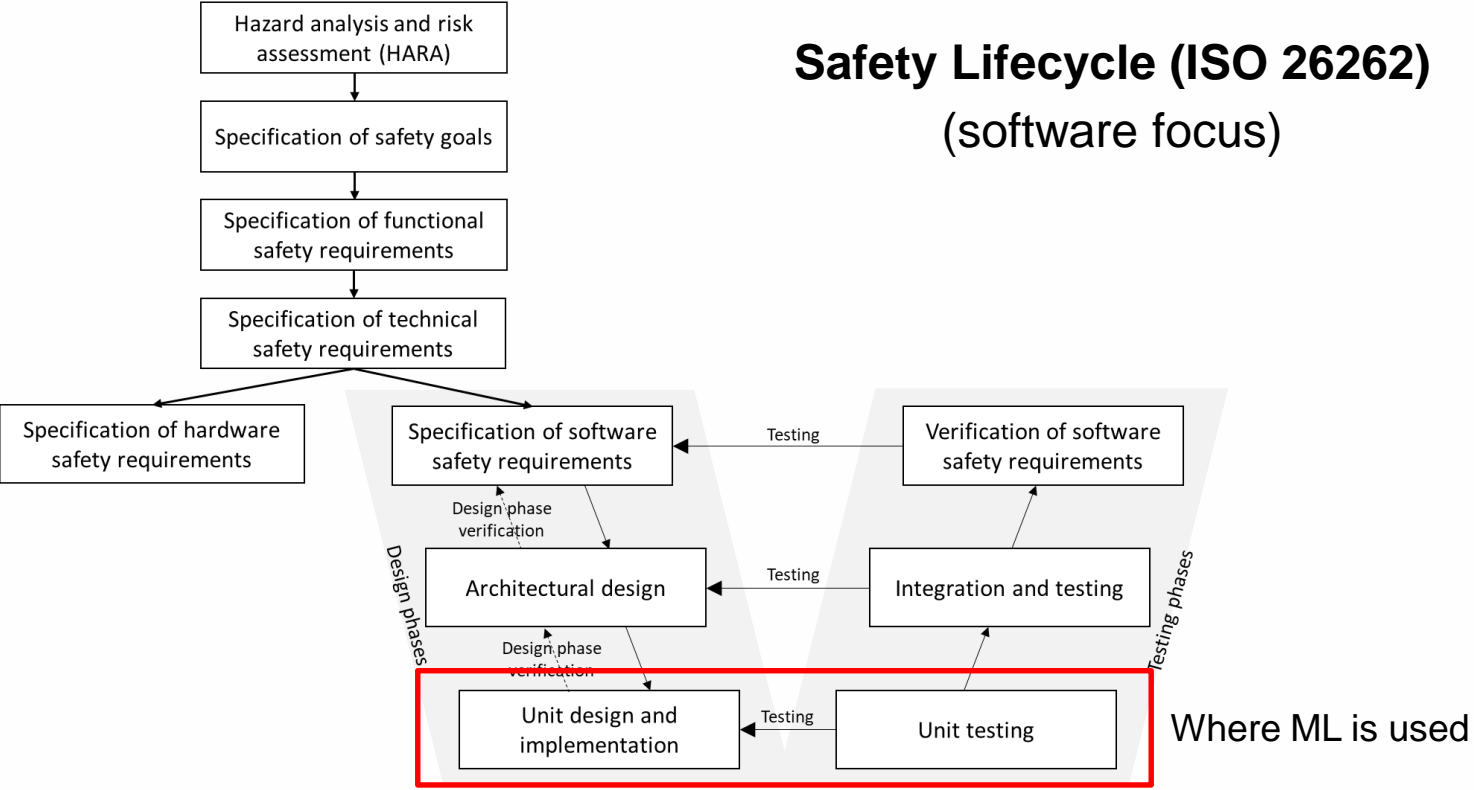 Hazard analysis and risk
assessment (HARA)
Safety Lifecycle (ISO 26262)
(software focus)
Specification of safety goals
Specification of functional
safety requirements
Specification of technical
safety requirements
Specification of hardware
safety requirements
Specification of software
safety requirements
Testing
Verification of software
safety requirements
Design phase
verification
Design phases
Architectural design
Testing
Integration and testing
Testing phases
Design phase
verification
Unit design and
implementation
Testing
Unit testing
Where ML is used